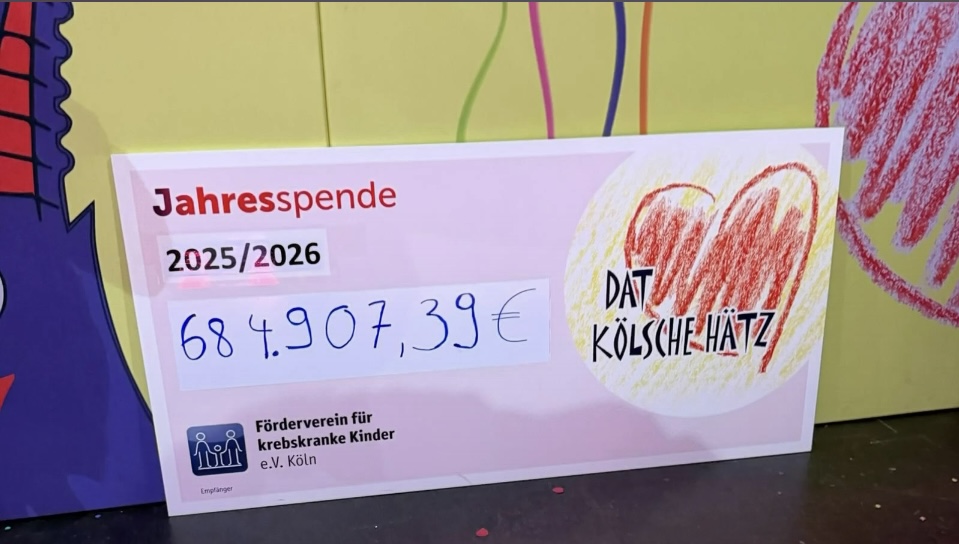 Jahresspende
2025/2026
684.907,39 €
DAT
KÖLSCHE HÄTZ
Förderverein für
krebskranke Kinder
e.V. Köln
Empfänger